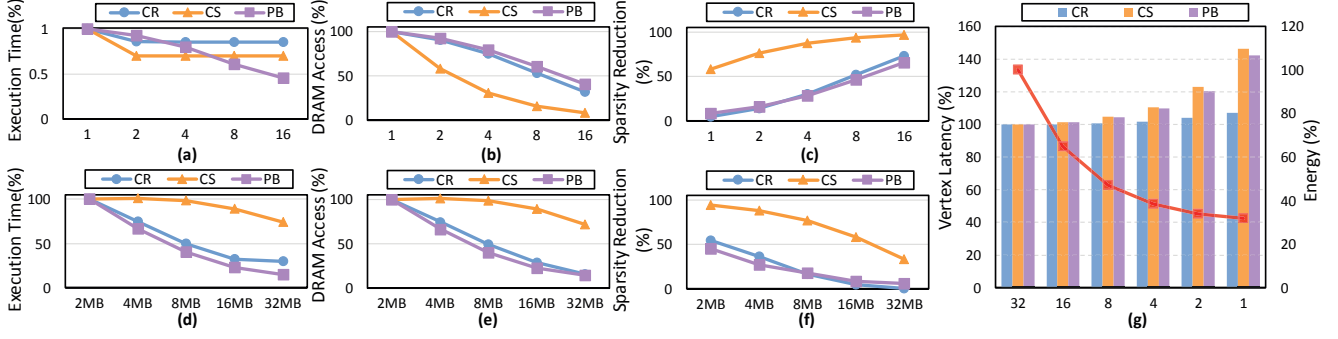 CR CS PB
Execution Time(%)
1
0.5
0
1 2 4 8 16
(a)
CR CS PB
DRAM Access (%)
100
50
0
1 2 4 8 16
(b)
CR CS PB
Sparsity Reduction
(%)
100
50
0
1 2 4 8 16
(c)
CR CS PB
Execution Time(%)
100
50
0
2MB 4MB 8MB 16MB 32MB
(d)
CR CS PB
DRAM Access (%)
100
50
0
2MB 4MB 8MB 16MB 32MB
(e)
CR CS PB
Sparsity Reduction
(%)
100
50
0
2MB 4MB 8MB 16MB 32MB
(f)
CR CS PB
Vertex Latency (%)
160
140
120
100
80
60
40
20
0
Energy (%)
120
100
80
60
40
20
0
32 16 8 4 2 1
(g)